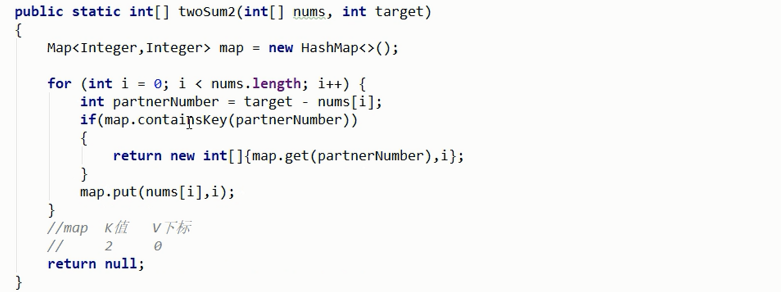 public static int[] twoSum2(int[] nums, int target)
{
    Map<Integer,Integer> map = new HashMap<>();

    for (int i = 0; i < nums.length; i++) {
        int partnerNumber = target - nums[i];
        if(map.containsKey(partnerNumber))
        {
            return new int[]{map.get(partnerNumber),i};
        }
        map.put(nums[i],i);
    }
    //map  K值   V下标
    //     2     0
    return null;
}